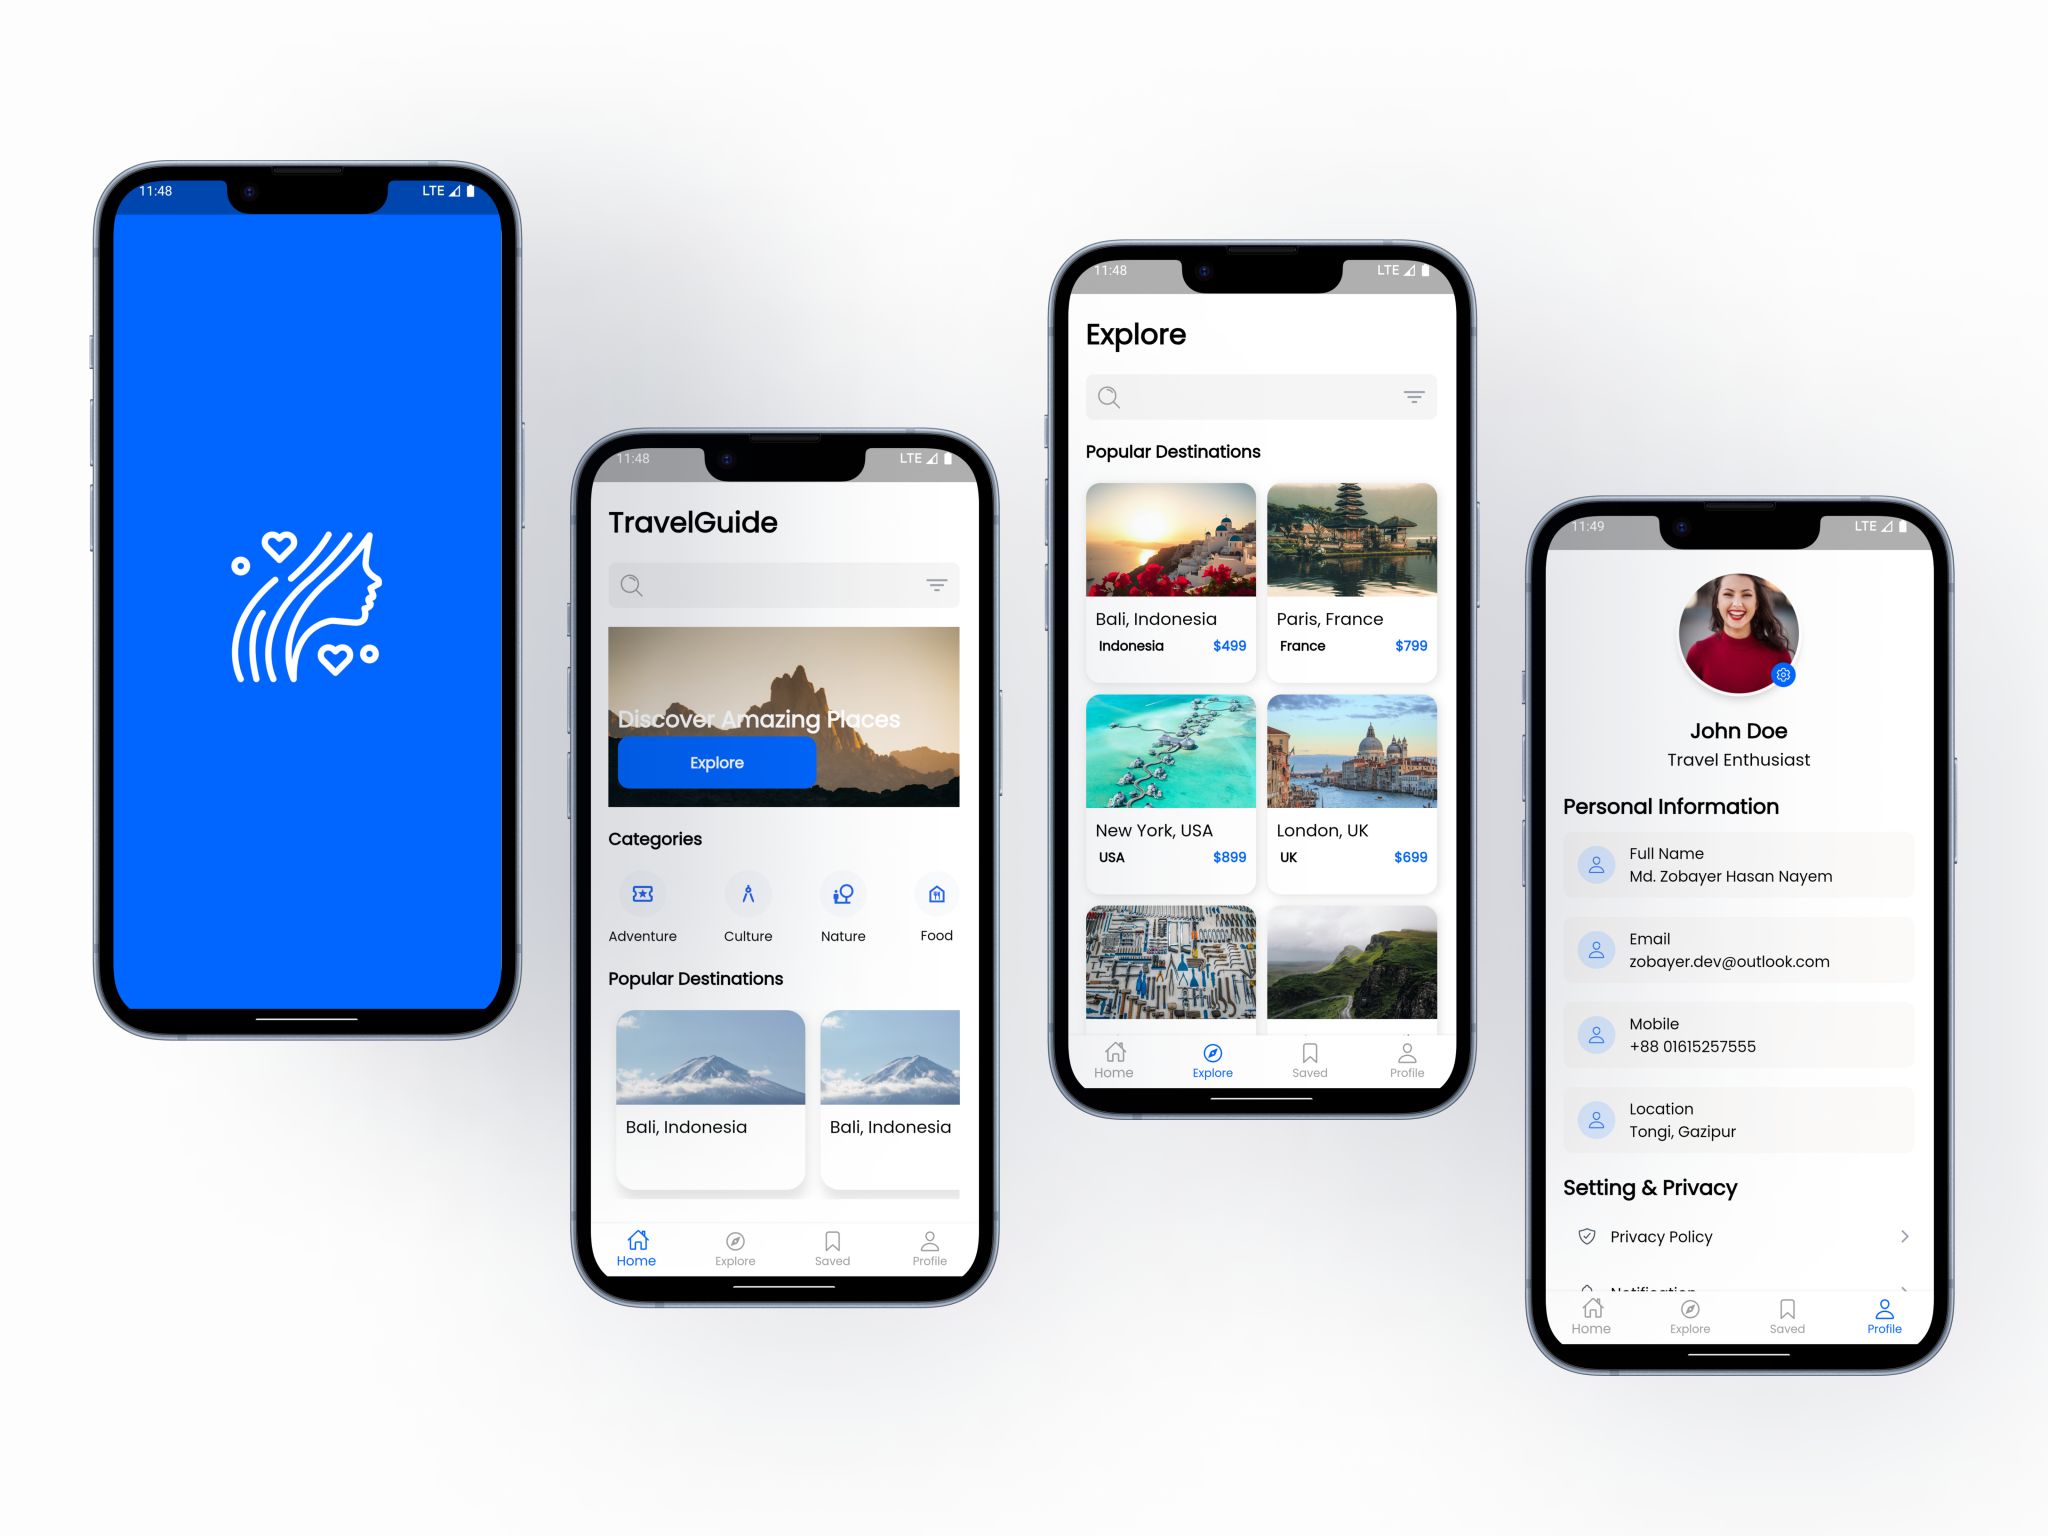 11:48
LTE
11:48
LTE
TravelGuide
Discover Amazing Places
Explore
Categories
Adventure
Culture
Nature
Food
Popular Destinations
Bali, Indonesia
Bali, Indonesia
Home
Explore
Saved
Profile
11:48
LTE
Explore
Popular Destinations
Bali, Indonesia
Indonesia $499
Paris, France
France $799
New York, USA
USA $899
London, UK
UK $699
Home
Explore
Saved
Profile
11:49
LTE
John Doe
Travel Enthusiast
Personal Information
Full Name
Md. Zobayer Hasan Nayem
Email
zobayer.dev@outlook.com
Mobile
+88 01615257555
Location
Tongi, Gazipur
Setting & Privacy
Privacy Policy
Notification
Home
Explore
Saved
Profile